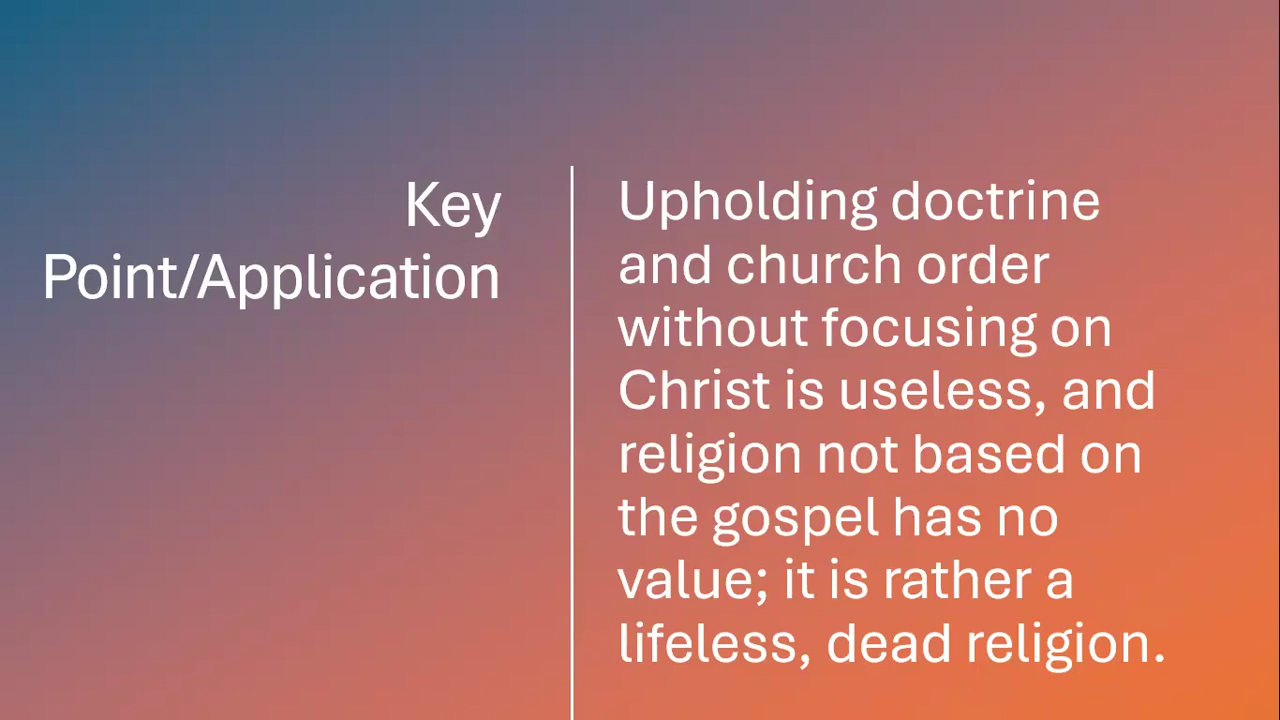 Key
Point/Application
Upholding doctrine
and church order
without focusing on
Christ is useless, and
religion not based on
the gospel has no
value; it is rather a
lifeless, dead religion.